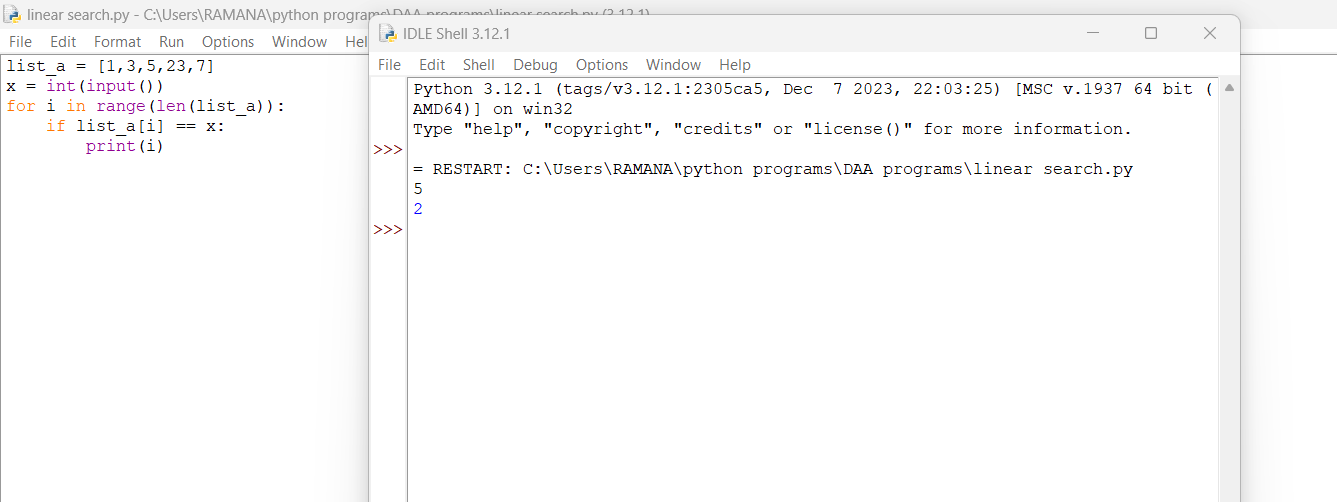 linear search.py - C:\Users\RAMANA\python programs\DAA programs\linear search.py (3.12.1)
File Edit Format Run Options Window Hel
list_a = [1,3,5,23,7]
x = int(input())
for i in range(len(list_a)):
    if list_a[i] == x:
        print(i)
IDLE Shell 3.12.1
File Edit Shell Debug Options Window Help
Python 3.12.1 (tags/v3.12.1:2305ca5, Dec  7 2023, 22:03:25) [MSC v.1937 64 bit (
AMD64)] on win32
Type "help", "copyright", "credits" or "license()" for more information.
>>>
= RESTART: C:\Users\RAMANA\python programs\DAA programs\linear search.py
5
2
>>>